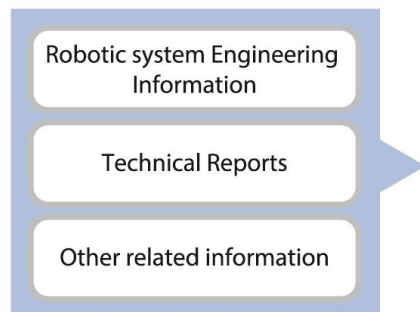 Robotic system Engineering
Information
Technical Reports
Other related information